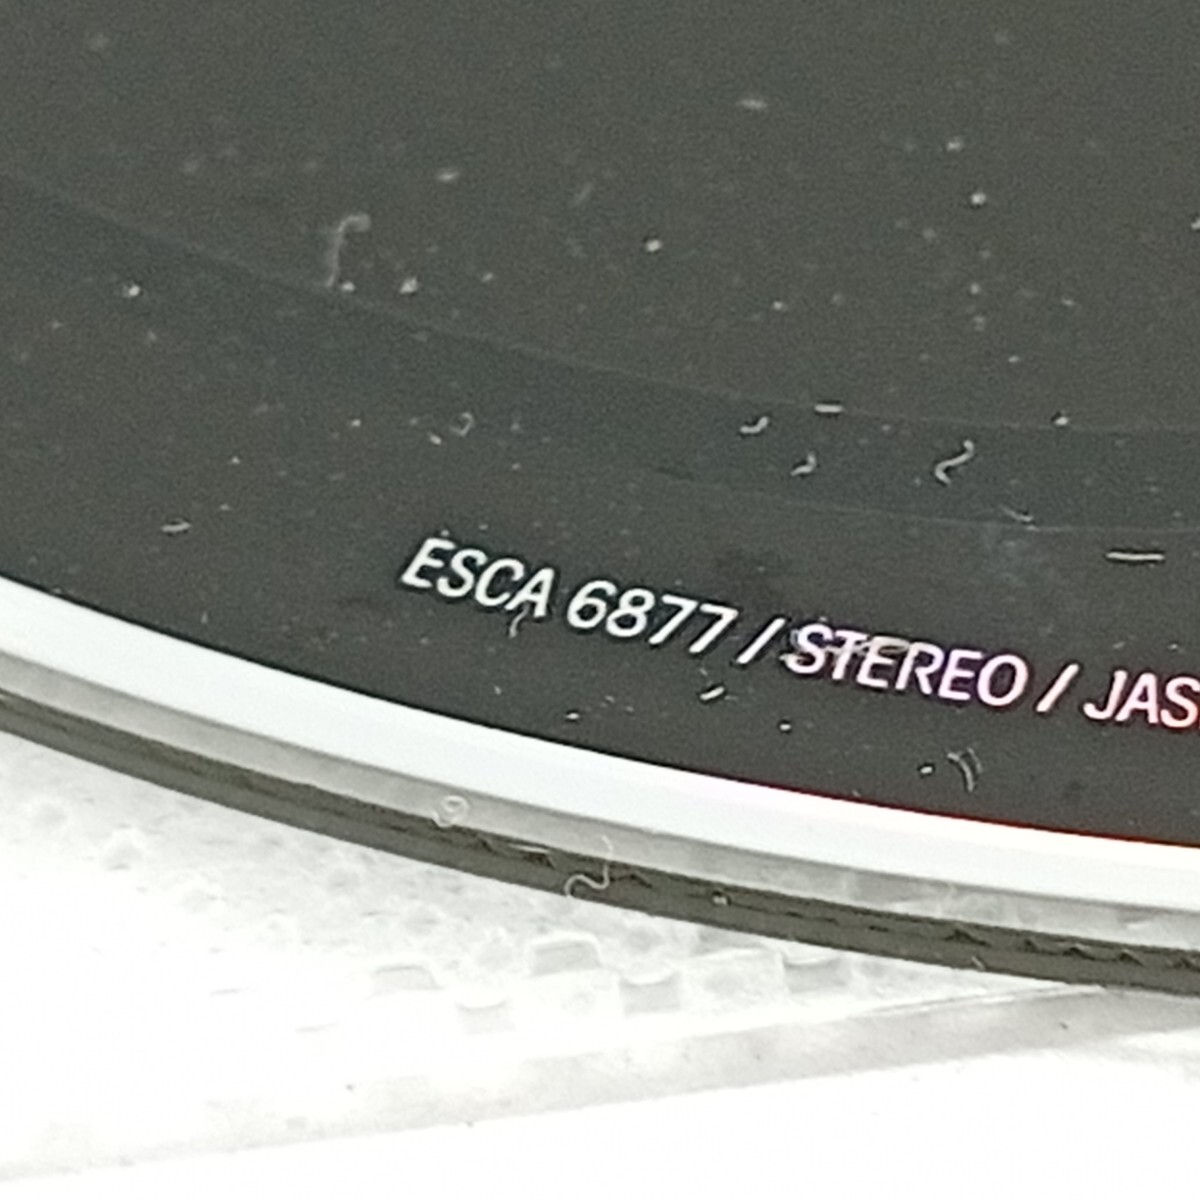 ESCA 6877 / STEREO / JAS